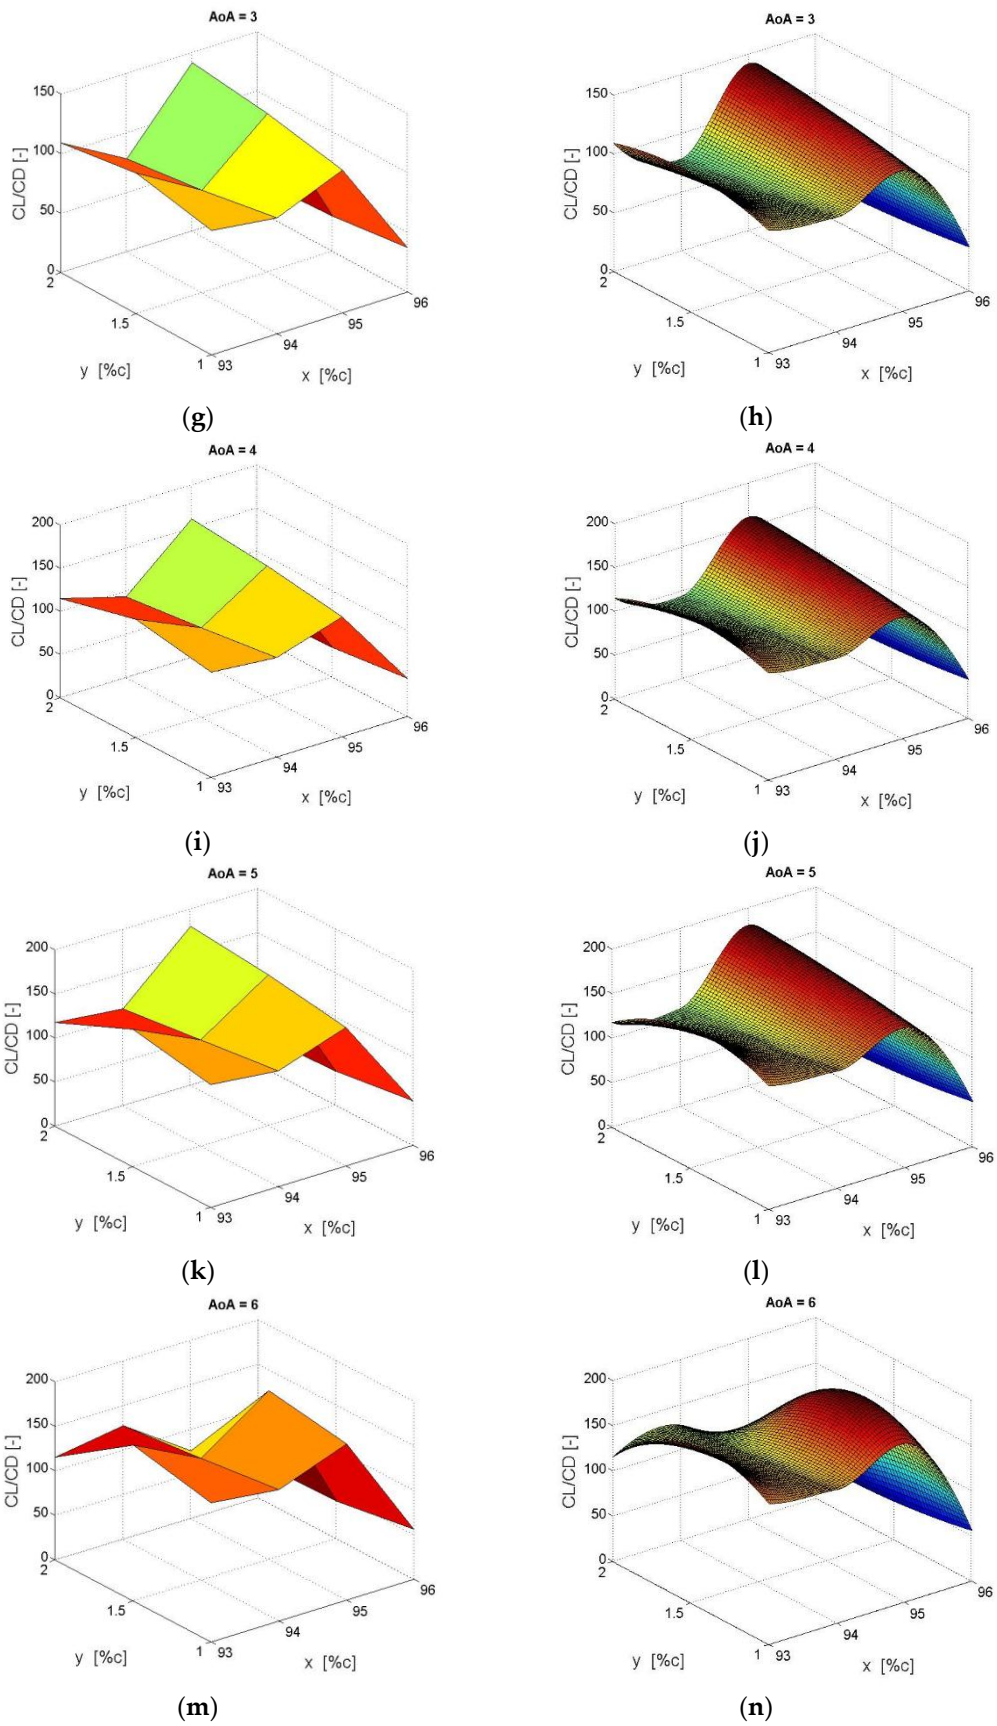 AoA = 3
CL/CD [-]
150
100
50
0
2
1.5
1
y [%c]
93
94
95
96
x [%c]
(g)
AoA = 3
CL/CD [-]
150
100
50
0
2
1.5
1
y [%c]
93
94
95
96
x [%c]
(h)
AoA = 4
CL/CD [-]
200
150
100
50
0
2
1.5
1
y [%c]
93
94
95
96
x [%c]
(i)
AoA = 4
CL/CD [-]
200
150
100
50
0
2
1.5
1
y [%c]
93
94
95
96
x [%c]
(j)
AoA = 5
CL/CD [-]
200
150
100
50
0
2
1.5
1
y [%c]
93
94
95
96
x [%c]
(k)
AoA = 5
CL/CD [-]
200
150
100
50
0
2
1.5
1
y [%c]
93
94
95
96
x [%c]
(l)
AoA = 6
CL/CD [-]
200
150
100
50
0
2
1.5
1
y [%c]
93
94
95
96
x [%c]
(m)
AoA = 6
CL/CD [-]
200
150
100
50
0
2
1.5
1
y [%c]
93
94
95
96
x [%c]
(n)